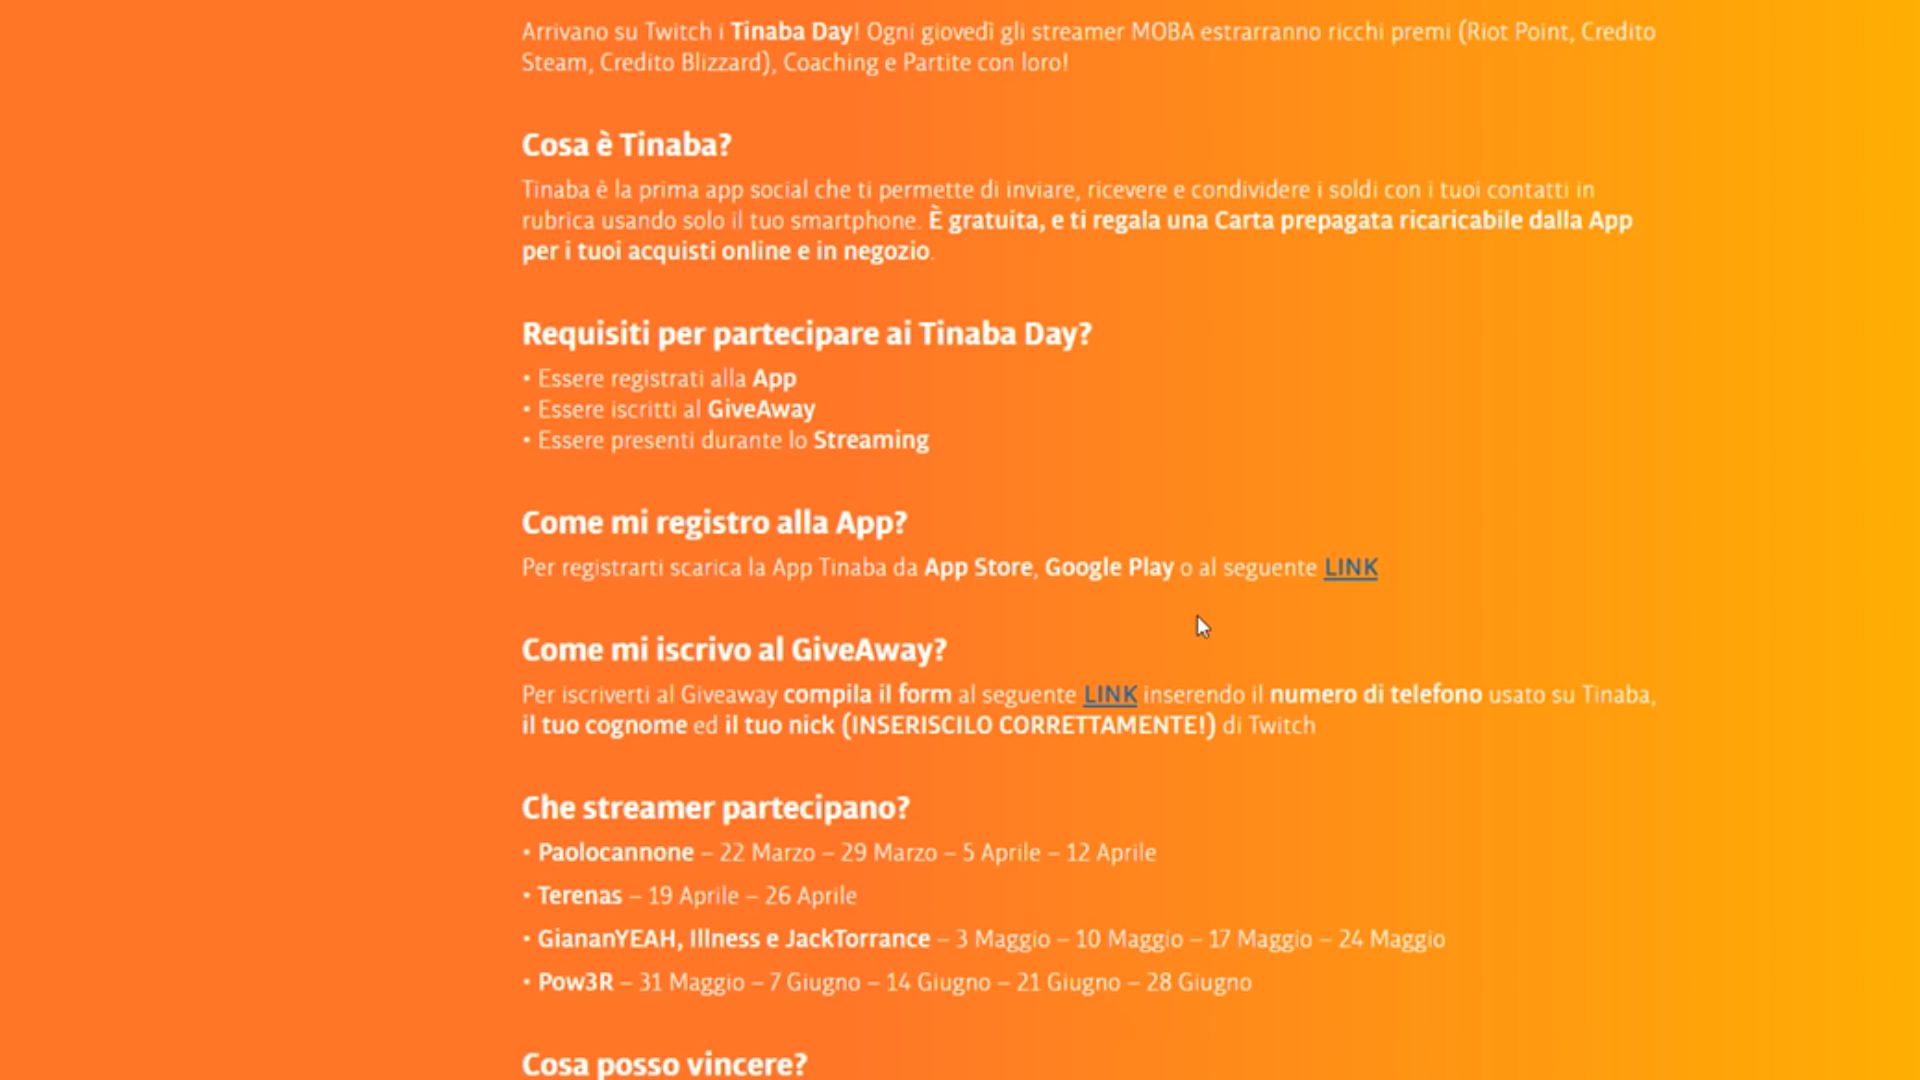 Arrivano su Twitch i Tinaba Day! Ogni giovedì gli streamer MOBA estrarranno ricchi premi (Riot Point, Credito
Steam, Credito Blizzard), Coaching e Partite con loro!
Cosa è Tinaba?
Tinaba è la prima app social che ti permette di inviare, ricevere e condividere i soldi con i tuoi contatti in
rubrica usando solo il tuo smartphone. È gratuita, e ti regala una Carta prepagata ricaricabile dalla App
per i tuoi acquisti online e in negozio.
Requisiti per partecipare ai Tinaba Day?
• Essere registrati alla App
• Essere iscritti al GiveAway
• Essere presenti durante lo Streaming
Come mi registro alla App?
Per registrarti scarica la App Tinaba da App Store, Google Play o al seguente LINK
Come mi iscrivo al GiveAway?
Per iscriverti al Giveaway compila il form al seguente LINK inserendo il numero di telefono usato su Tinaba,
il tuo cognome ed il tuo nick (INSERISCILO CORRETTAMENTE!) di Twitch
Che streamer partecipano?
• Paolocannone – 22 Marzo – 29 Marzo – 5 Aprile – 12 Aprile
• Terenas – 19 Aprile – 26 Aprile
• GiananYEAH, Illness e JackTorrance – 3 Maggio – 10 Maggio – 17 Maggio – 24 Maggio
• Pow3R – 31 Maggio – 7 Giugno – 14 Giugno – 21 Giugno – 28 Giugno
Cosa posso vincere?